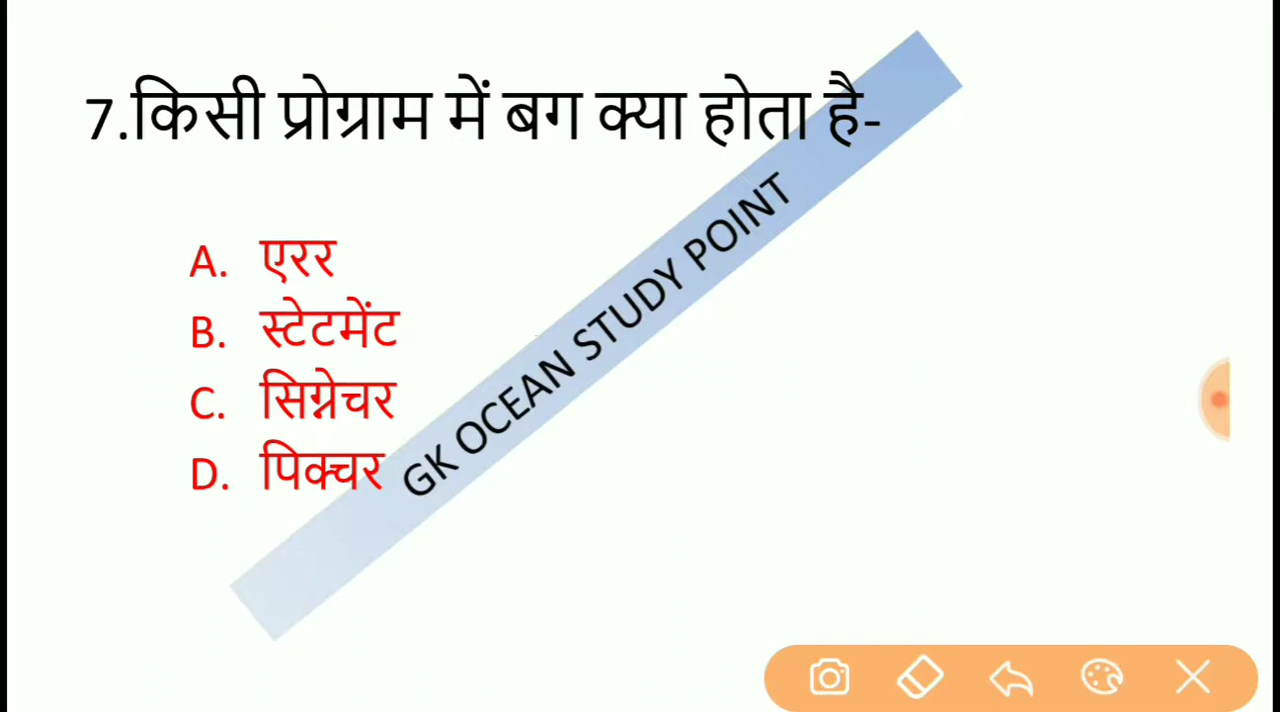 7.किसी प्रोग्राम में बग क्या होता है-
A. एरर
B. स्टेटमेंट
C. सिग्नेचर
D. पिक्चर
GK OCEAN STUDY POINT